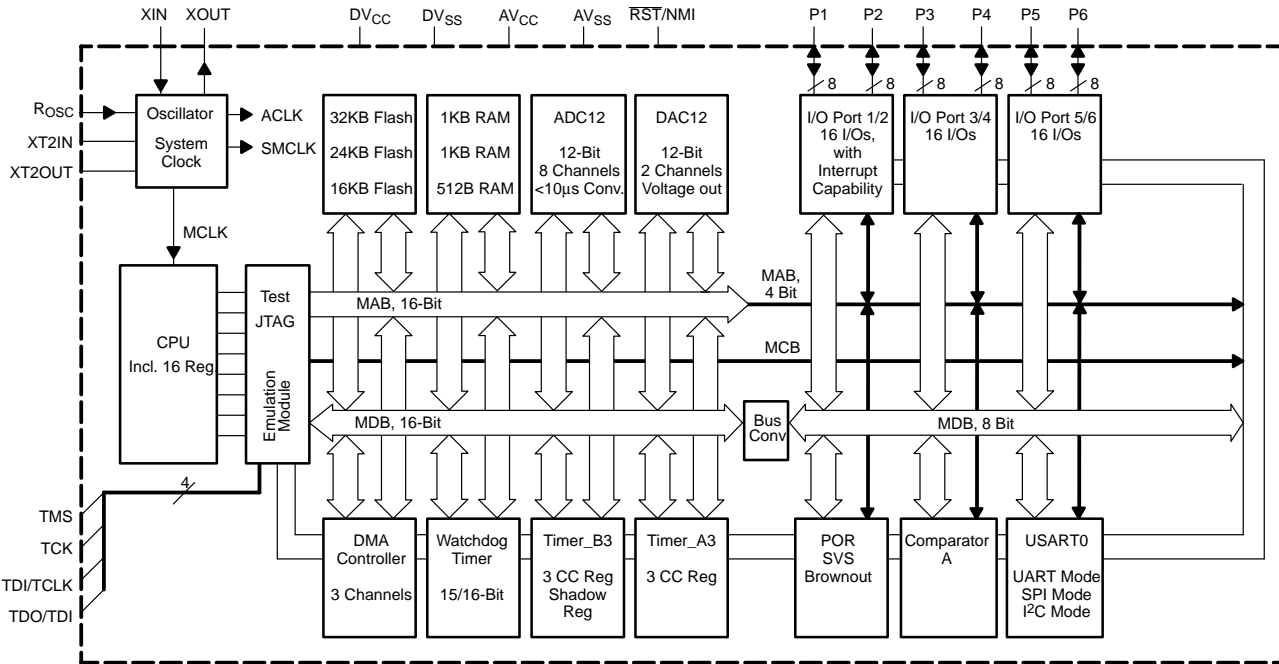 XIN XOUT DVCC DVSS AVCC AVSS RST/NMI P1 P2 P3 P4 P5 P6
8 8 8 8 8 8
ROSC
XT2IN
XT2OUT
Oscillator
System
Clock
ACLK
SMCLK
MCLK
32KB Flash
24KB Flash
16KB Flash
1KB RAM
1KB RAM
512B RAM
ADC12
12-Bit
8 Channels
<10μs Conv.
DAC12
12-Bit
2 Channels
Voltage out
I/O Port 1/2
16 I/Os,
with
Interrupt
Capability
I/O Port 3/4
16 I/Os
I/O Port 5/6
16 I/Os
CPU
Incl. 16 Reg.
Test
JTAG
Emulation
Module
MAB, 16-Bit
MAB,
4 Bit
MCB
MDB, 16-Bit
Bus
Conv
MDB, 8 Bit
4
TMS
TCK
TDI/TCLK
TDO/TDI
DMA
Controller
3 Channels
Watchdog
Timer
15/16-Bit
Timer_B3
3 CC Reg
Shadow
Reg
Timer_A3
3 CC Reg
POR
SVS
Brownout
Comparator
A
USART0
UART Mode
SPI Mode
I²C Mode